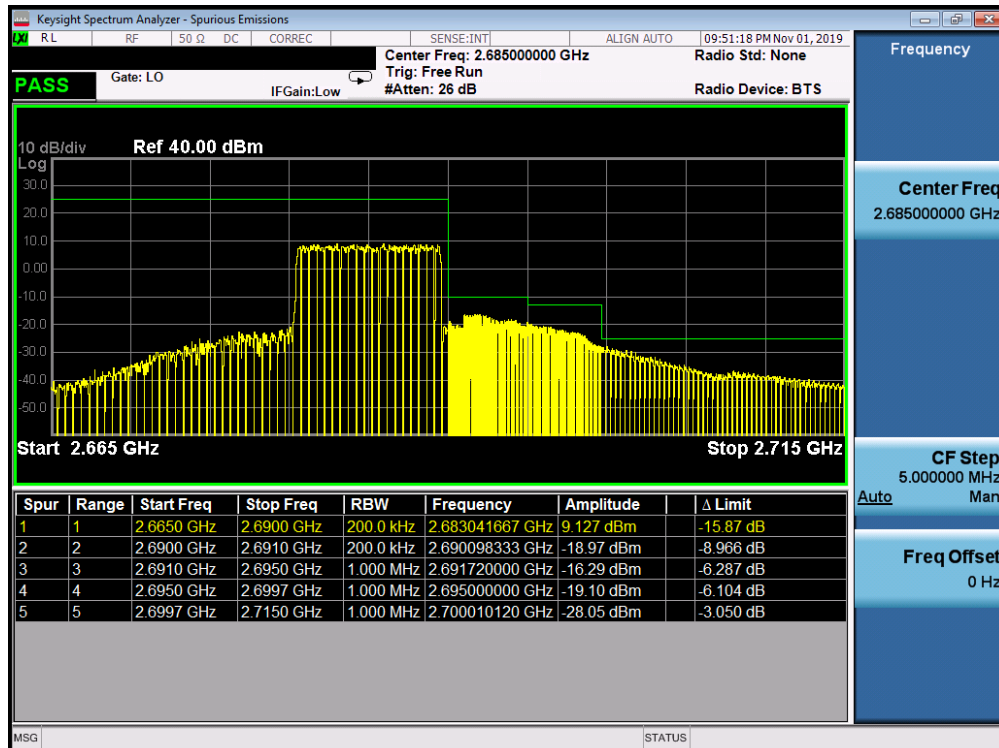 Keysight Spectrum Analyzer - Spurious Emissions
LXI RL RF 50 Ω DC CORREC SENSE:INT ALIGN AUTO 09:51:18 PM Nov 01, 2019
Center Freq: 2.685000000 GHz Radio Std: None
PASS Gate: LO Trig: Free Run
IFGain:Low #Atten: 26 dB Radio Device: BTS
10 dB/div Ref 40.00 dBm
Log
30.0
20.0
10.0
0.00
-10.0
-20.0
-30.0
-40.0
-50.0
Start 2.665 GHz Stop 2.715 GHz
Spur Range Start Freq Stop Freq RBW Frequency Amplitude Δ Limit
1 1 2.6650 GHz 2.6900 GHz 200.0 kHz 2.683041667 GHz 9.127 dBm -15.87 dB
2 2 2.6900 GHz 2.6910 GHz 200.0 kHz 2.690098333 GHz -18.97 dBm -8.966 dB
3 3 2.6910 GHz 2.6950 GHz 1.000 MHz 2.691720000 GHz -16.29 dBm -6.287 dB
4 4 2.6950 GHz 2.6997 GHz 1.000 MHz 2.695000000 GHz -19.10 dBm -6.104 dB
5 5 2.6997 GHz 2.7150 GHz 1.000 MHz 2.700010120 GHz -28.05 dBm -3.050 dB
MSG STATUS
Frequency
Center Freq
2.685000000 GHz
CF Step
5.000000 MHz
Auto Man
Freq Offset
0 Hz